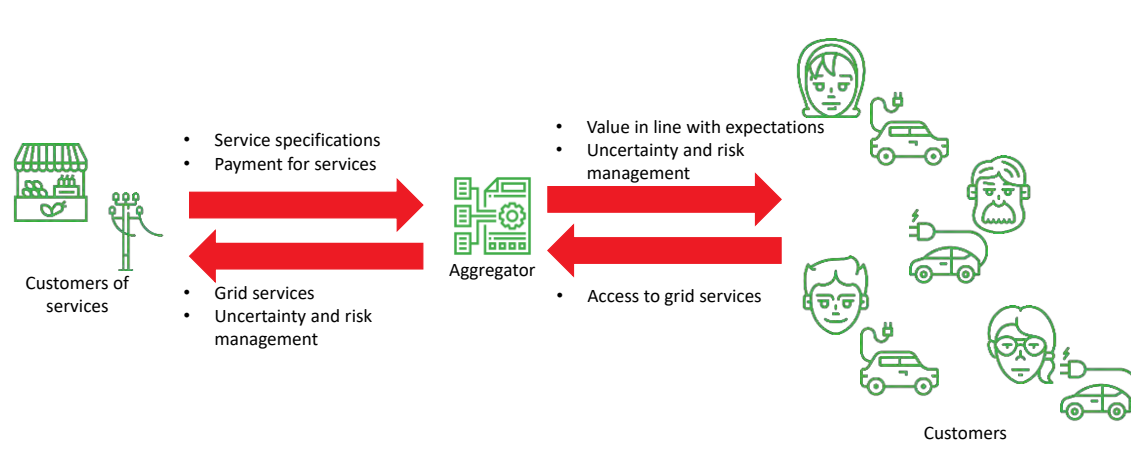 • Service specifications
• Payment for services
Customers of
services
• Grid services
• Uncertainty and risk
management
Aggregator
• Value in line with expectations
• Uncertainty and risk
management
• Access to grid services
Customers